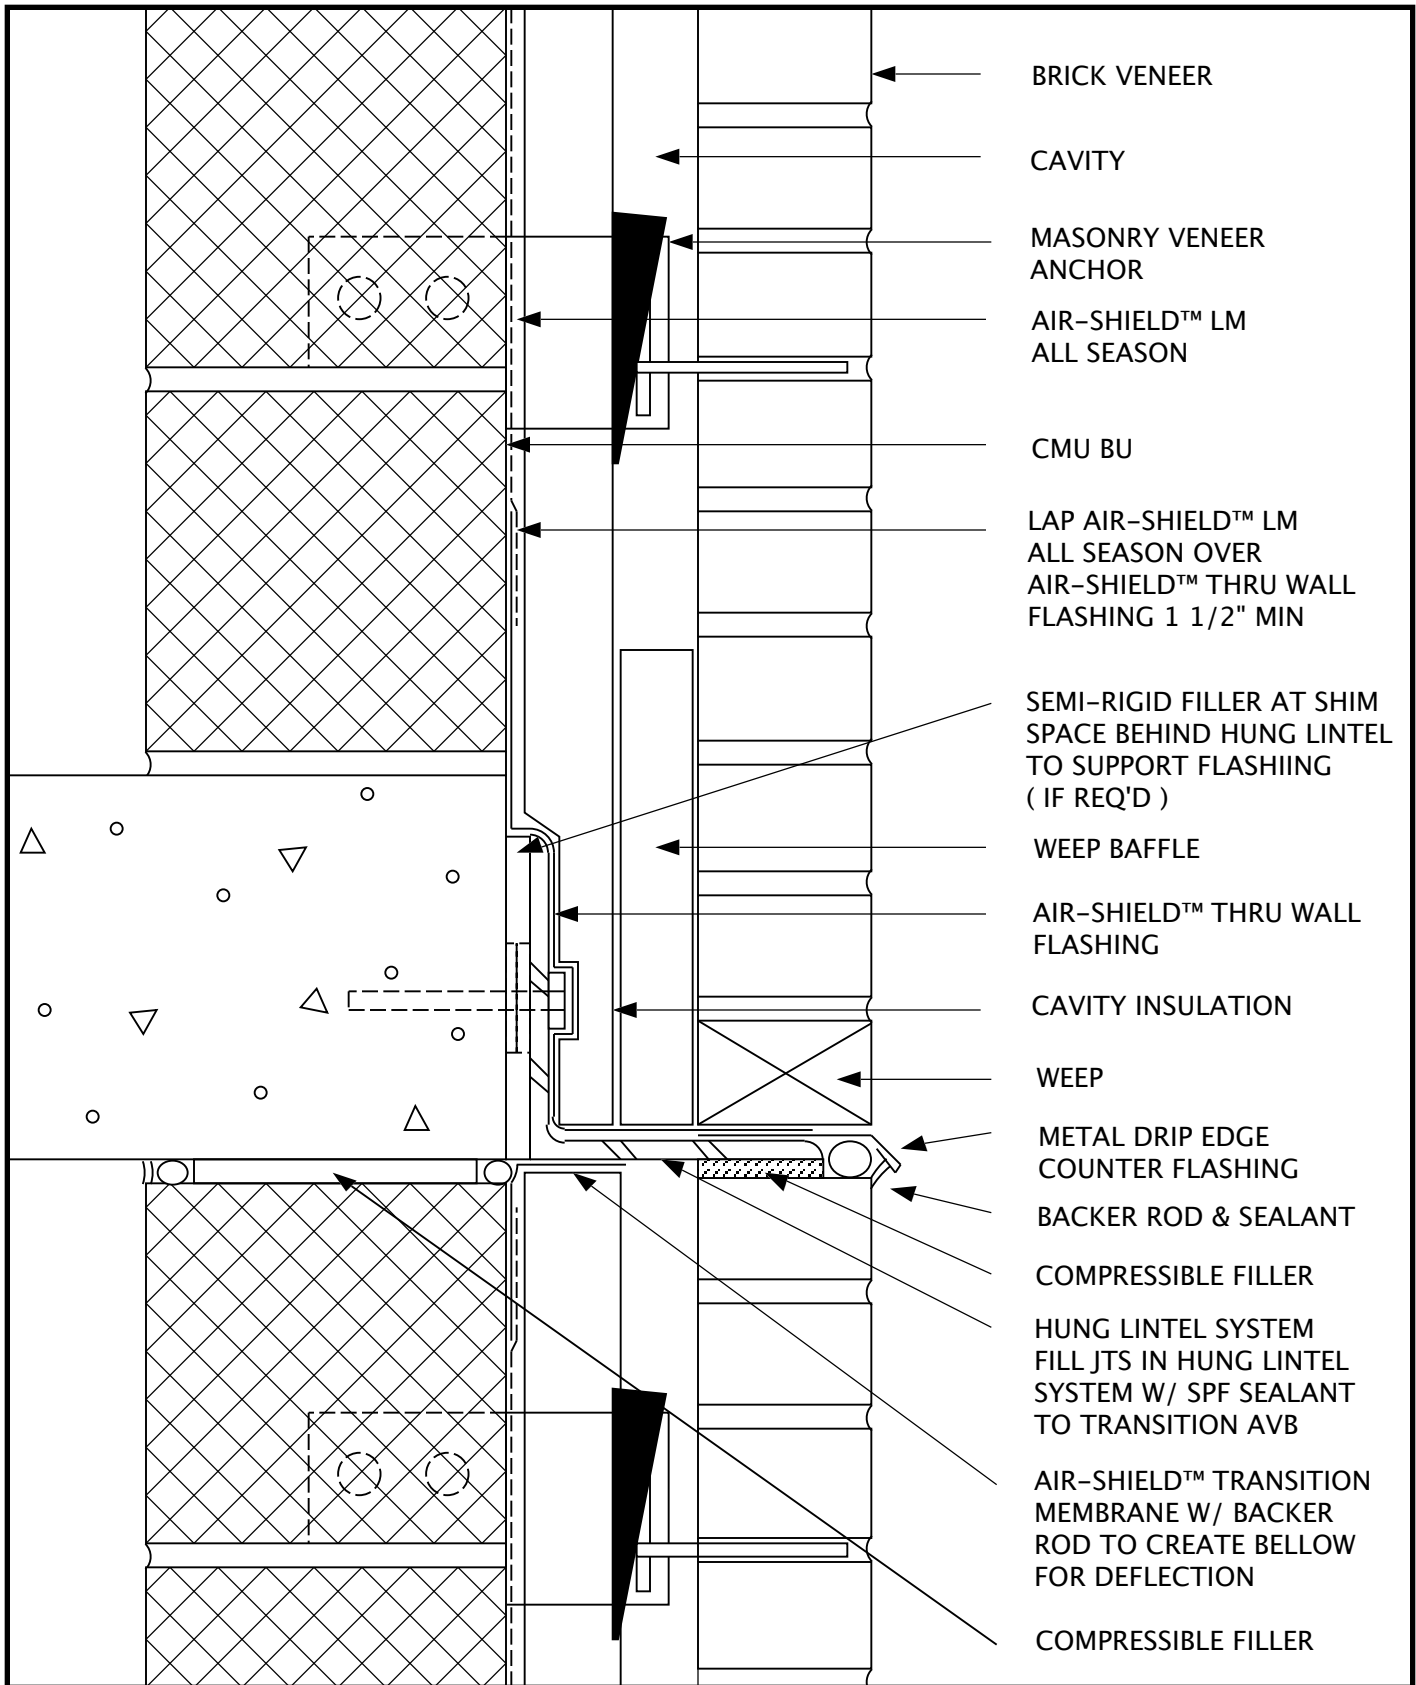 BRICK VENEER
CAVITY
MASONRY VENEER
ANCHOR
AIR-SHIELD™ LM
ALL SEASON
CMU BU
LAP AIR-SHIELD™ LM
ALL SEASON OVER
AIR-SHIELD™ THRU WALL
FLASHING 1 1/2" MIN
SEMI-RIGID FILLER AT SHIM
SPACE BEHIND HUNG LINTEL
TO SUPPORT FLASHIING
( IF REQ'D )
WEEP BAFFLE
AIR-SHIELD™ THRU WALL
FLASHING
CAVITY INSULATION
WEEP
METAL DRIP EDGE
COUNTER FLASHING
BACKER ROD & SEALANT
COMPRESSIBLE FILLER
HUNG LINTEL SYSTEM
FILL JTS IN HUNG LINTEL
SYSTEM W/ SPF SEALANT
TO TRANSITION AVB
AIR-SHIELD™ TRANSITION
MEMBRANE W/ BACKER
ROD TO CREATE BELLOW
FOR DEFLECTION
COMPRESSIBLE FILLER